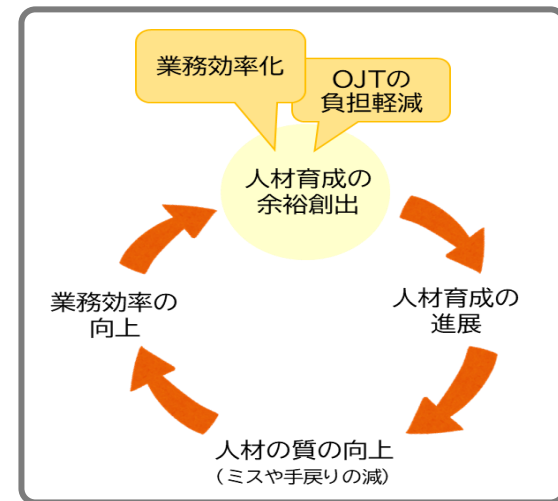 業務効率化
OJTの
負担軽減
人材育成の
余裕創出
人材育成の
進展
人材の質の向上
(ミスや手戻りの減)
業務効率の
向上